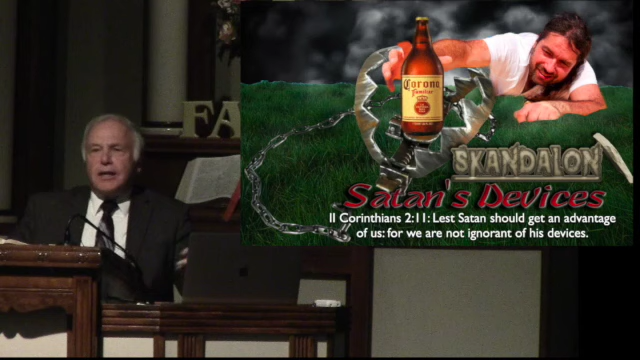 FA
Corona
Familiar
SKANDALON
Satan's Devices
II Corinthians 2:11: Lest Satan should get an advantage
of us: for we are not ignorant of his devices.